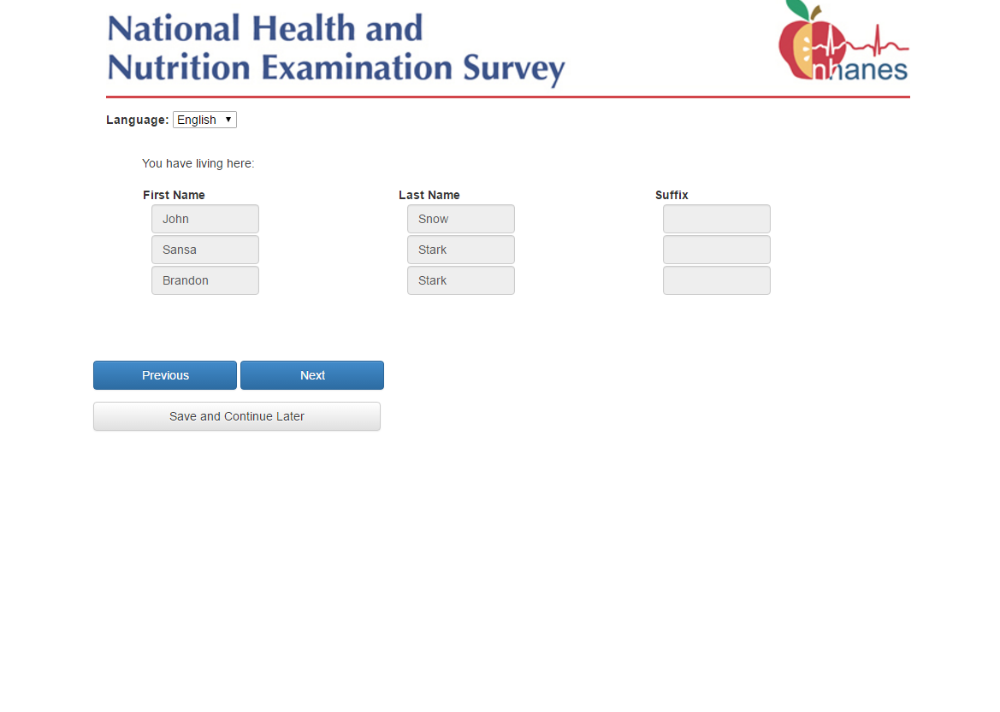 National Health and
Nutrition Examination Survey
nhanes
Language: English
You have living here:
First Name Last Name Suffix
John Snow
Sansa Stark
Brandon Stark
Previous Next
Save and Continue Later